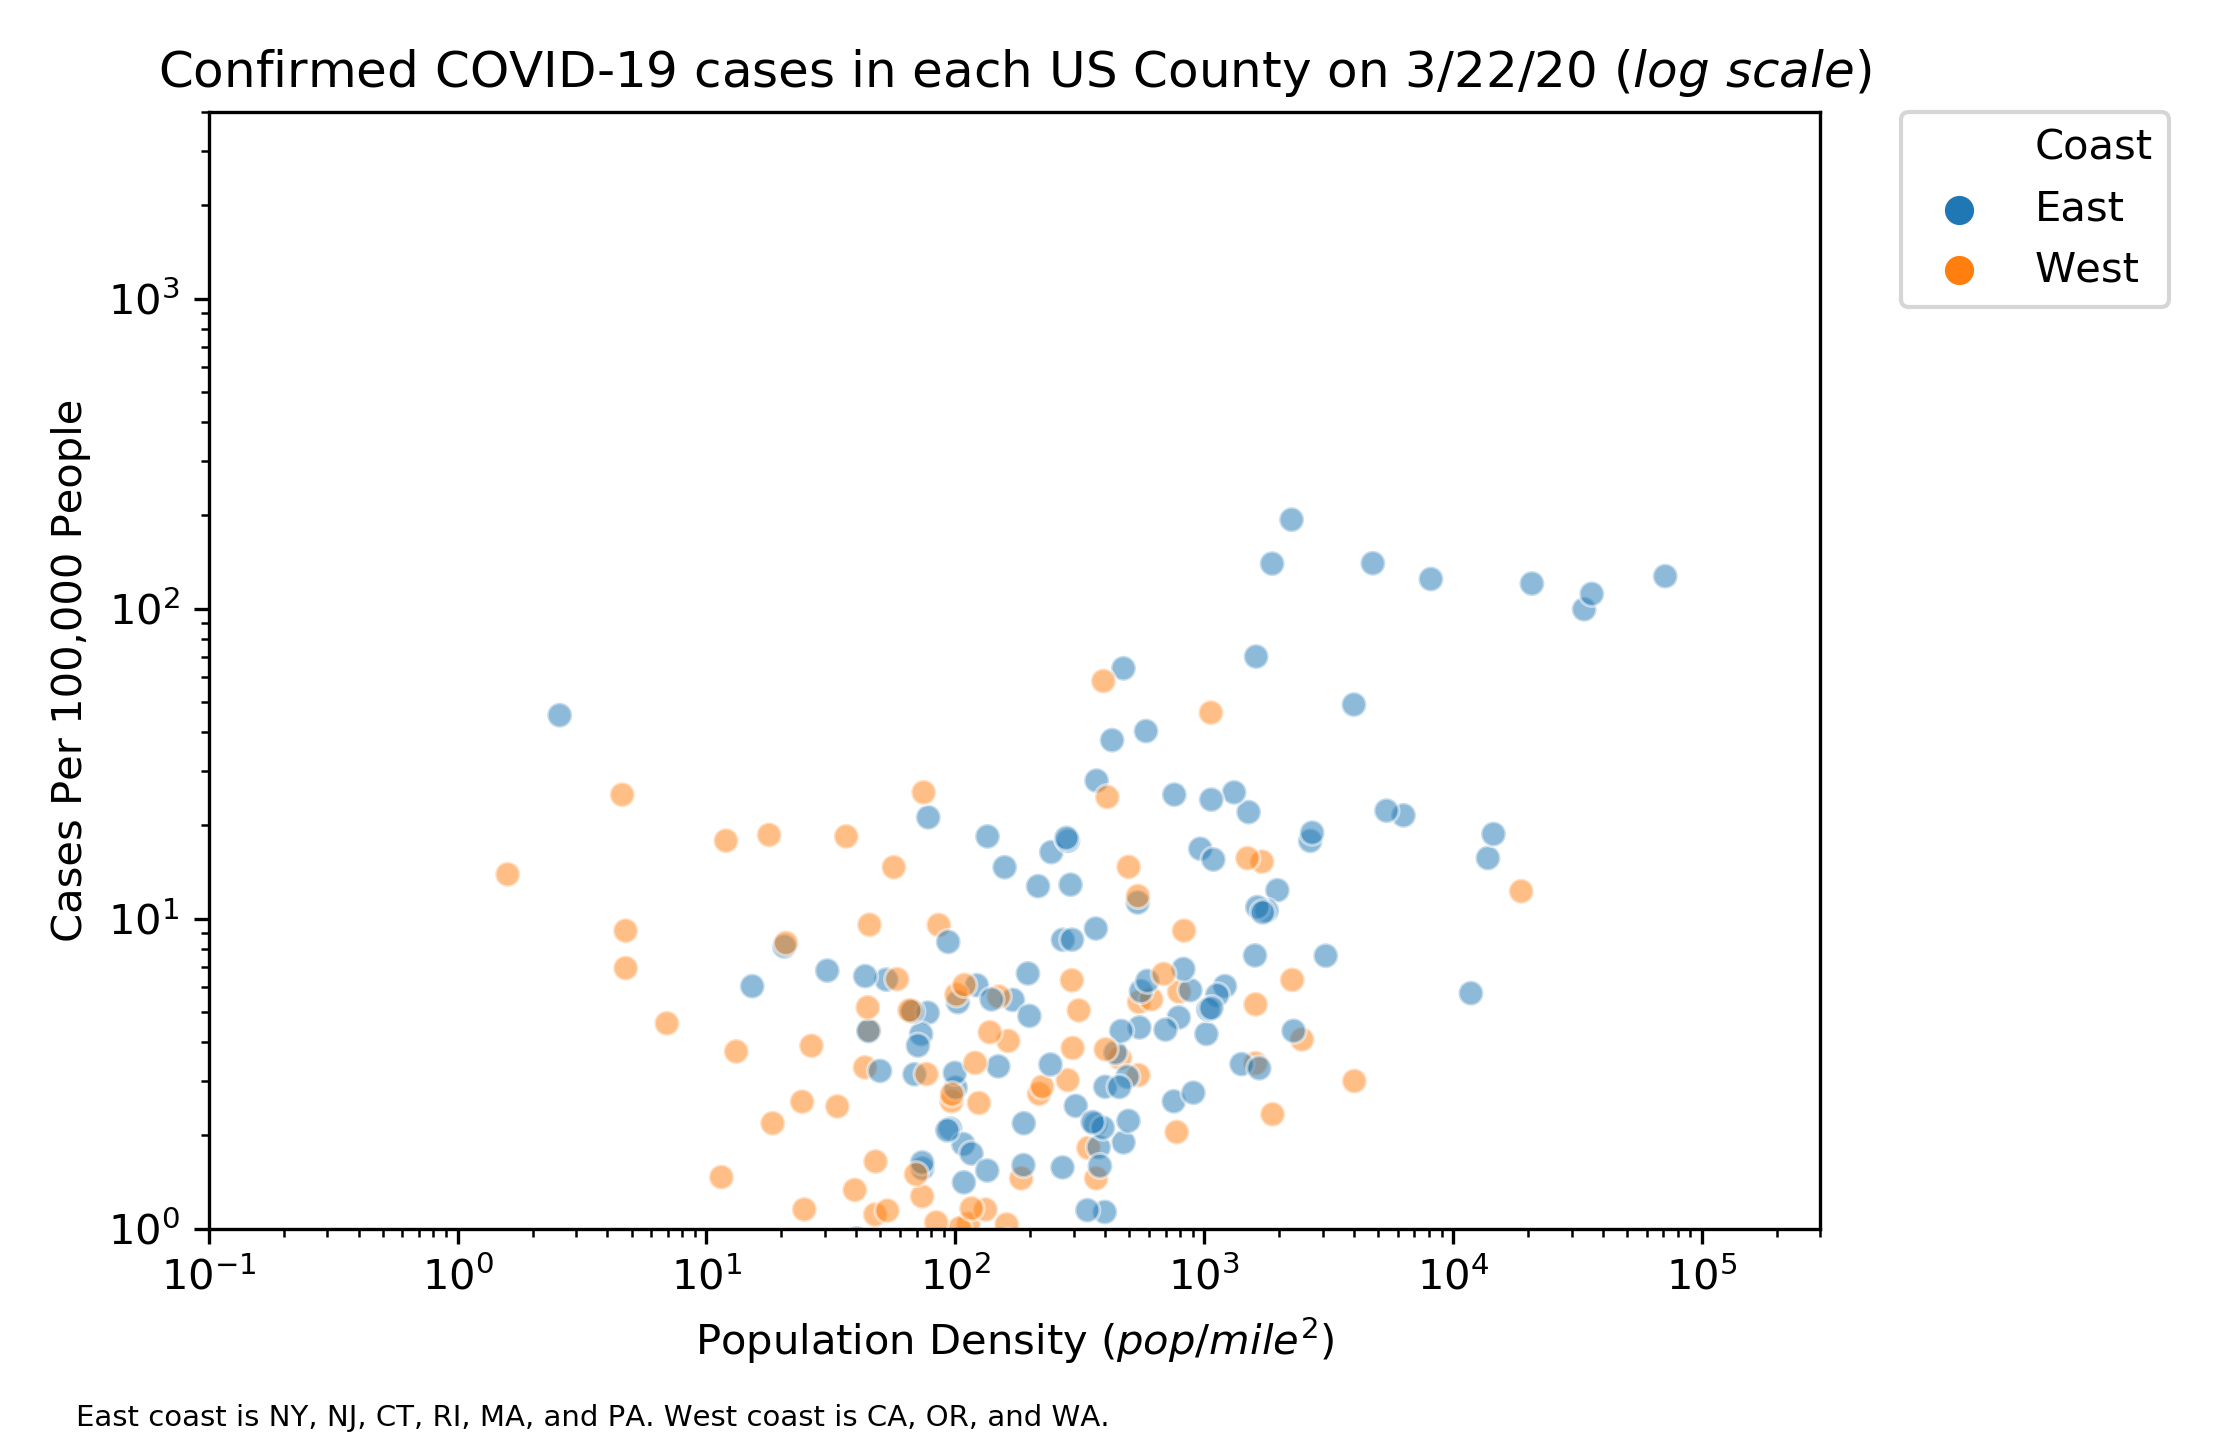 Confirmed COVID-19 cases in each US County on 3/22/20 (log scale)
Coast
East
West
Cases Per 100,000 People
10³
10²
10¹
10⁰
10⁻¹ 10⁰ 10¹ 10² 10³ 10⁴ 10⁵
Population Density (pop/mile²)
East coast is NY, NJ, CT, RI, MA, and PA. West coast is CA, OR, and WA.